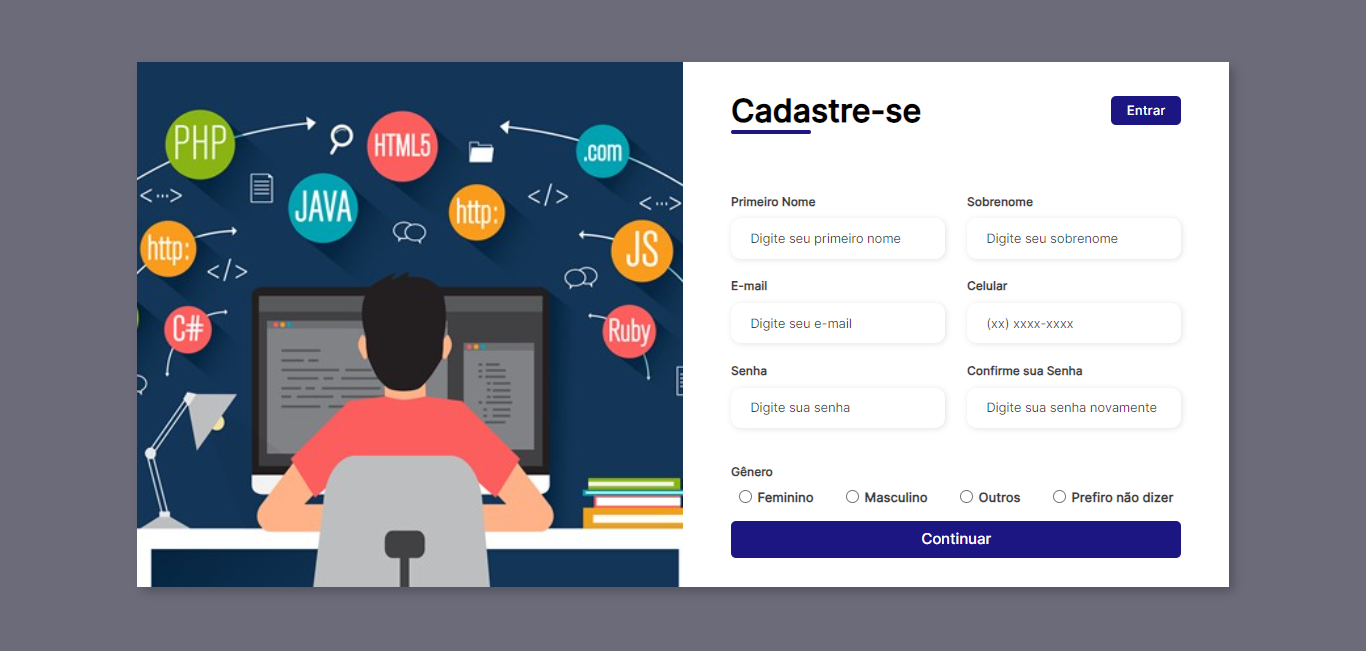 PHP
HTML5
.com
JAVA
http:
<···>
</>
<···>
http:
JS
</>
C#
Ruby
Cadastre-se
Entrar
Primeiro Nome
Sobrenome
Digite seu primeiro nome
Digite seu sobrenome
E-mail
Celular
Digite seu e-mail
(xx) xxxx-xxxx
Senha
Confirme sua Senha
Digite sua senha
Digite sua senha novamente
Gênero
Feminino
Masculino
Outros
Prefiro não dizer
Continuar